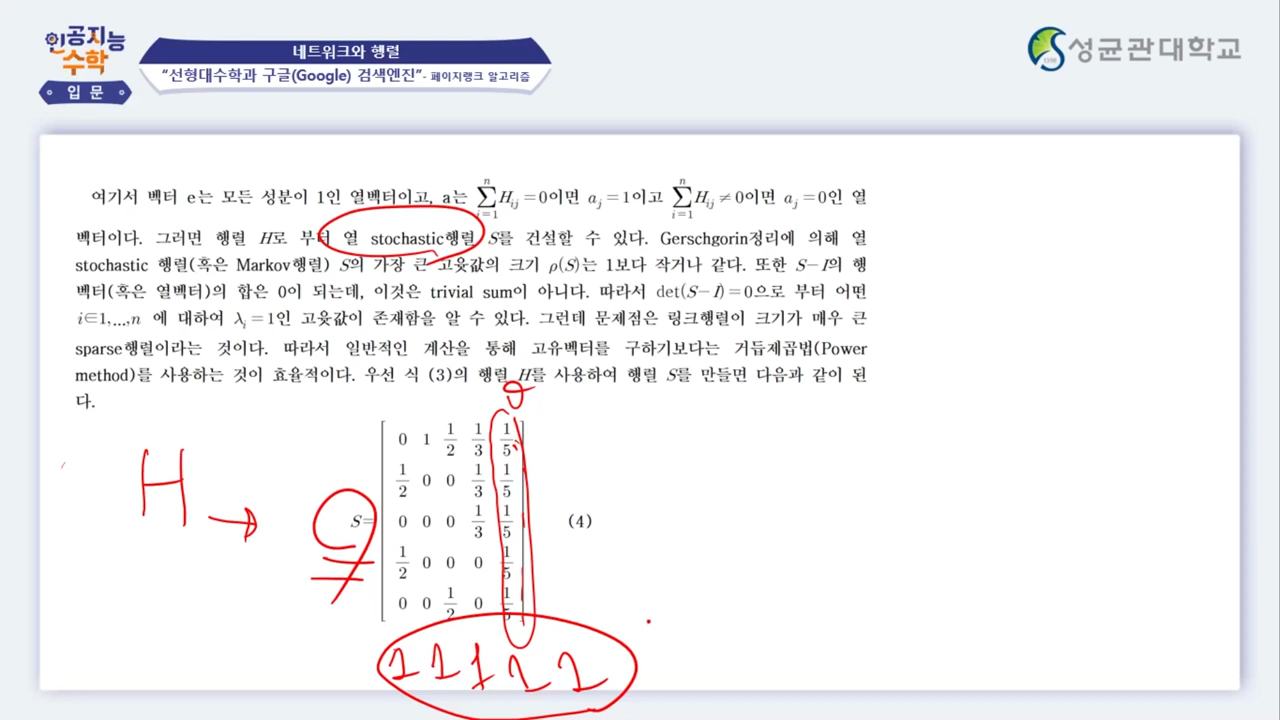 인공지능
수학
입 문
네트워크와 행렬
“선형대수학과 구글(Google) 검색엔진”- 페이지랭크 알고리즘
성균관대학교
여기서 벡터 e는 모든 성분이 1인 열벡터이고, a는 ∑_{i=1}^{n} H_{ij}=0이면 a_j=1이고 ∑_{i=1}^{n} H_{ij}≠0이면 a_j=0인 열
벡터이다. 그러면 행렬 H로 부터 열 stochastic행렬 S를 건설할 수 있다. Gerschgorin정리에 의해 열
stochastic 행렬(혹은 Markov행렬) S의 가장 큰 고윳값의 크기 ρ(S)는 1보다 작거나 같다. 또한 S-I의 행
벡터(혹은 열벡터)의 합은 0이 되는데, 이것은 trivial sum이 아니다. 따라서 det(S-I)=0으로 부터 어떤
i∈1,...,n 에 대하여 λ_i=1인 고윳값이 존재함을 알 수 있다. 그런데 문제점은 링크행렬이 크기가 매우 큰
sparse행렬이라는 것이다. 따라서 일반적인 계산을 통해 고유벡터를 구하기보다는 거듭제곱법(Power
method)를 사용하는 것이 효율적이다. 우선 식 (3)의 행렬 H를 사용하여 행렬 S를 만들면 다음과 같이 된
다.
0 1 1/2 1/3 1/5
1/2 0 0 1/3 1/5
H → S= 0 0 0 1/3 1/5 (4)
1/2 0 0 0 1/5
0 0 1/2 0 1/5
1 1 1 1 1